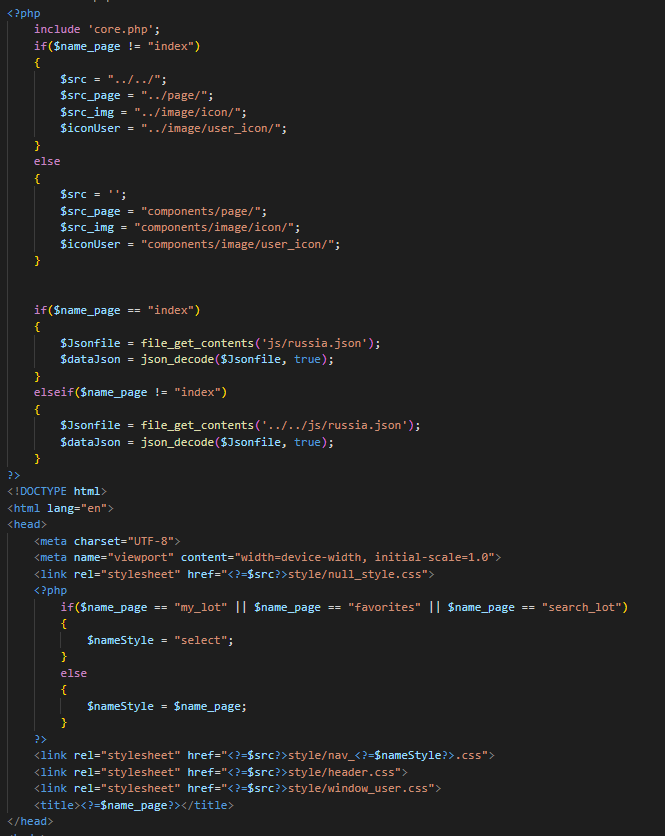 <?php
    include 'core.php';
    if($name_page != "index")
    {
        $src = "../../";
        $src_page = "../page/";
        $src_img = "../image/icon/";
        $iconUser = "../image/user_icon/";
    }
    else
    {
        $src = '';
        $src_page = "components/page/";
        $src_img = "components/image/icon/";
        $iconUser = "components/image/user_icon/";
    }
    if($name_page == "index")
    {
        $Jsonfile = file_get_contents('js/russia.json');
        $dataJson = json_decode($Jsonfile, true);
    }
    elseif($name_page != "index")
    {
        $Jsonfile = file_get_contents('../../js/russia.json');
        $dataJson = json_decode($Jsonfile, true);
    }
?>
<!DOCTYPE html>
<html lang="en">
<head>
    <meta charset="UTF-8">
    <meta name="viewport" content="width=device-width, initial-scale=1.0">
    <link rel="stylesheet" href="<?=$src?>style/null_style.css">
    <?php
        if($name_page == "my_lot" || $name_page == "favorites" || $name_page == "search_lot")
        {
            $nameStyle = "select";
        }
        else
        {
            $nameStyle = $name_page;
        }
    ?>
    <link rel="stylesheet" href="<?=$src?>style/nav_<?=$nameStyle?>.css">
    <link rel="stylesheet" href="<?=$src?>style/header.css">
    <link rel="stylesheet" href="<?=$src?>style/window_user.css">
    <title><?=$name_page?></title>
</head>